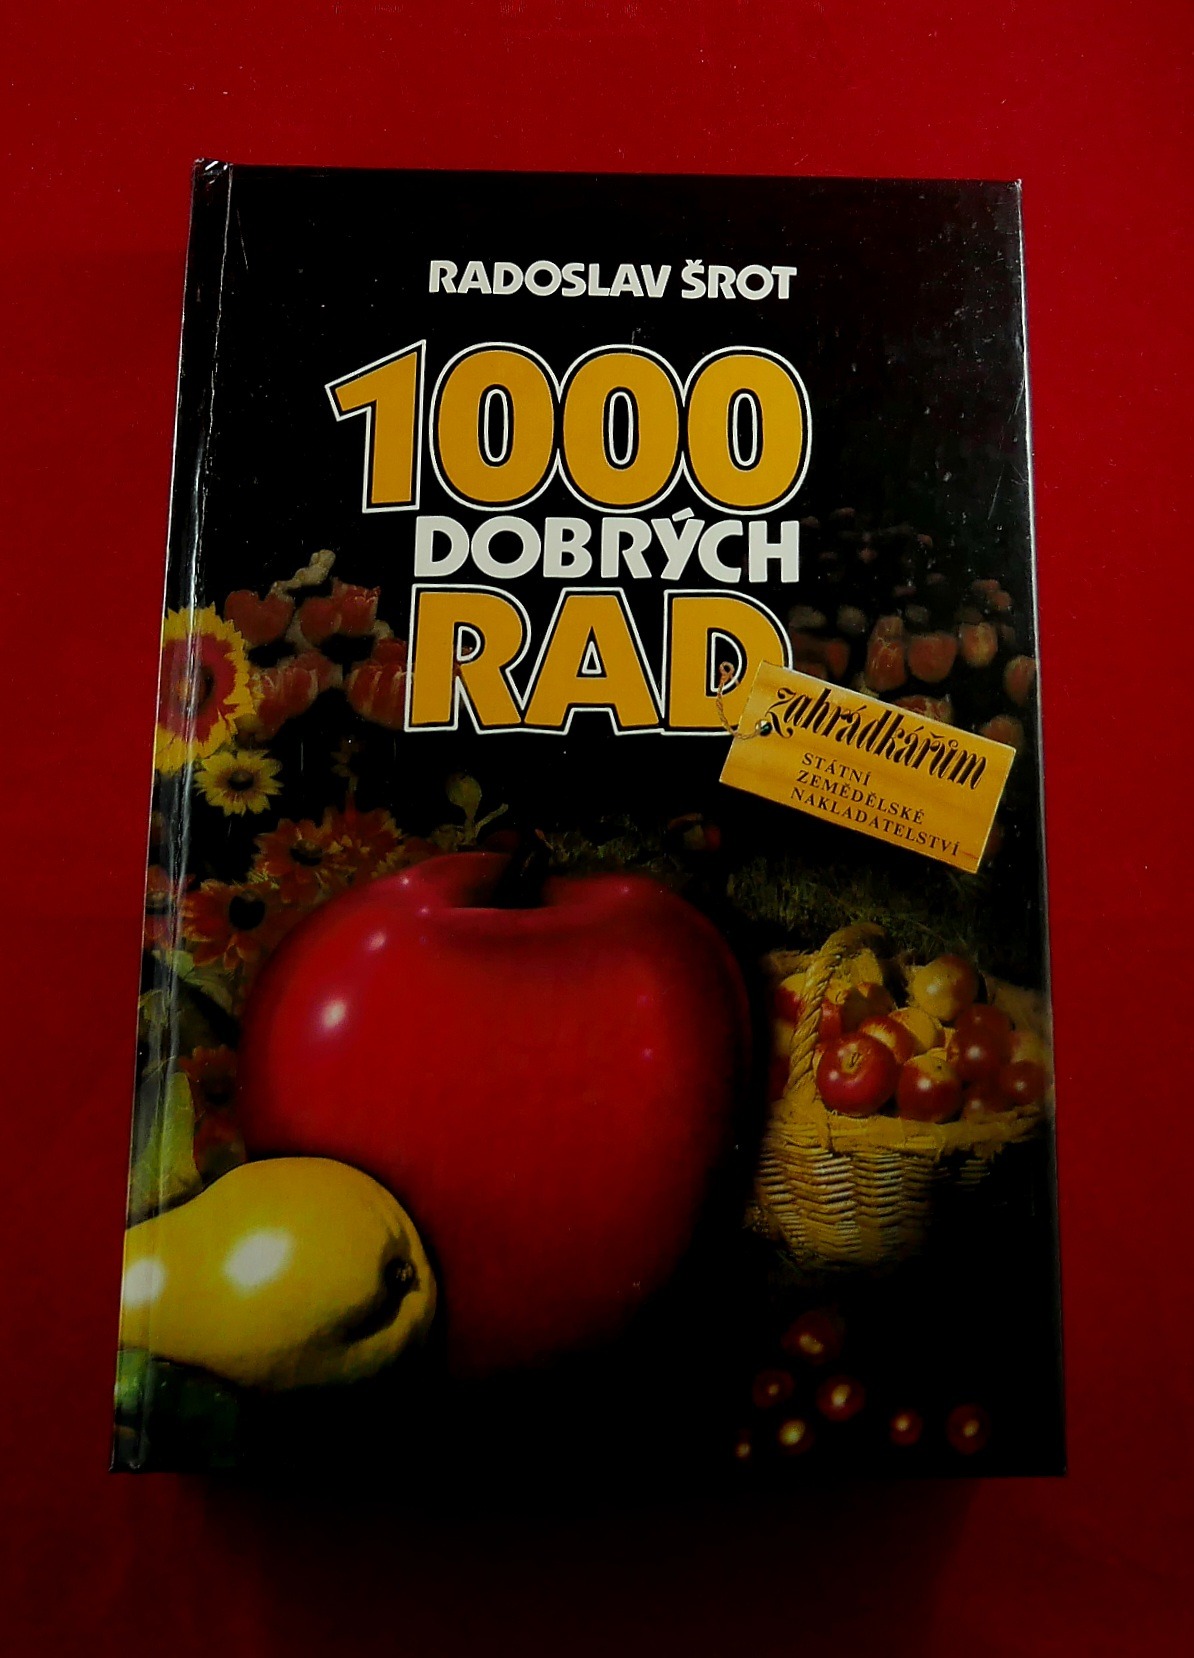 RADOSLAV ŠROT
1000
DOBRÝCH
RAD
zahrádkářům
STÁTNÍ
ZEMĚDĚLSKÉ
NAKLADATELSTVÍ